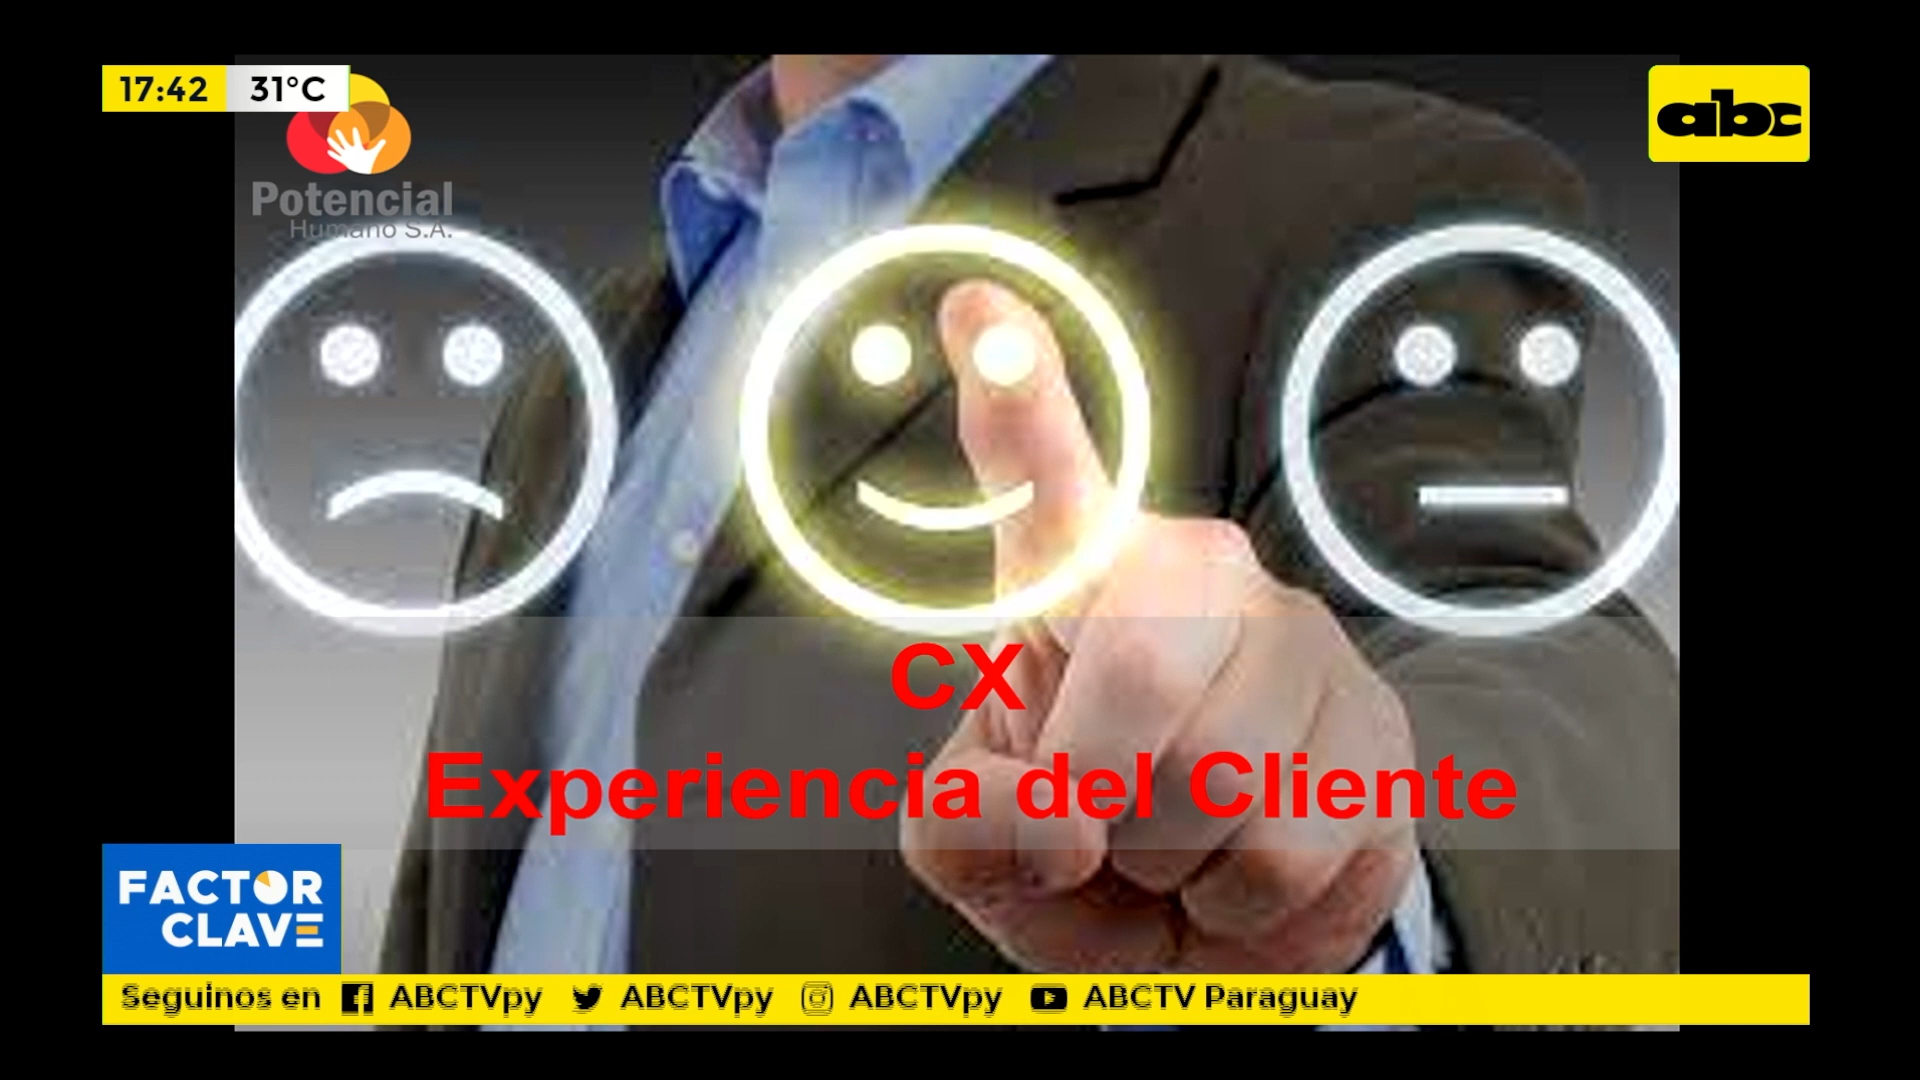 17:42 31°C
abc
Potencial
Humano S.A.
CX
Experiencia del Cliente
FACTOR
CLAVE
Seguinos en ABCTVpy ABCTVpy ABCTVpy ABCTV Paraguay